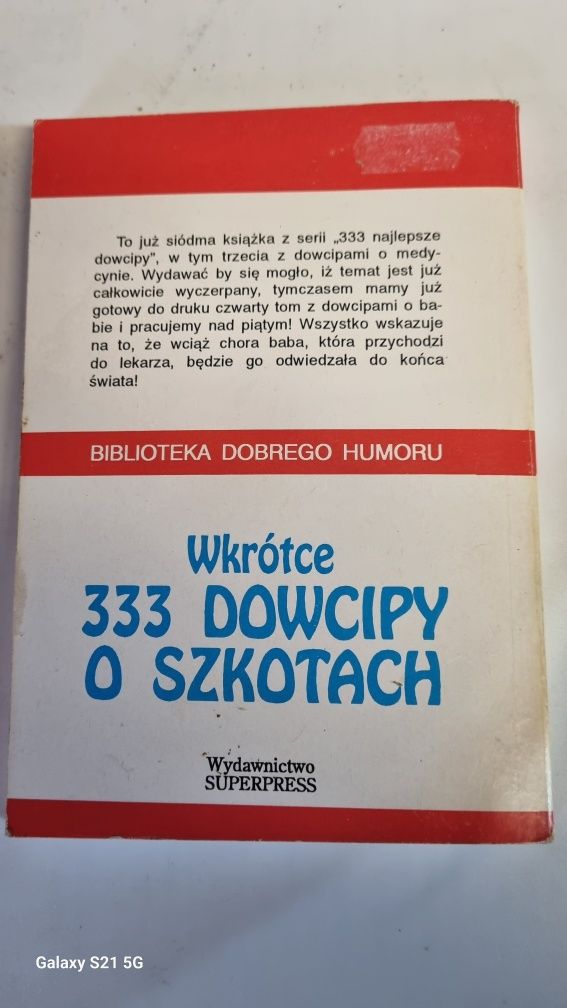 To już siódma książka z serii „333 najlepsze
dowcipy", w tym trzecia z dowcipami o medy-
cynie. Wydawać by się mogło, iż temat jest już
całkowicie wyczerpany, tymczasem mamy już
gotowy do druku czwarty tom z dowcipami o ba-
bie i pracujemy nad piątym! Wszystko wskazuje
na to, że wciąż chora baba, która przychodzi
do lekarza, będzie go odwiedzała do końca
świata!
BIBLIOTEKA DOBREGO HUMORU
Wkrótce
333 DOWCIPY
O SZKOTACH
Wydawnictwo
SUPERPRESS
Galaxy S21 5G